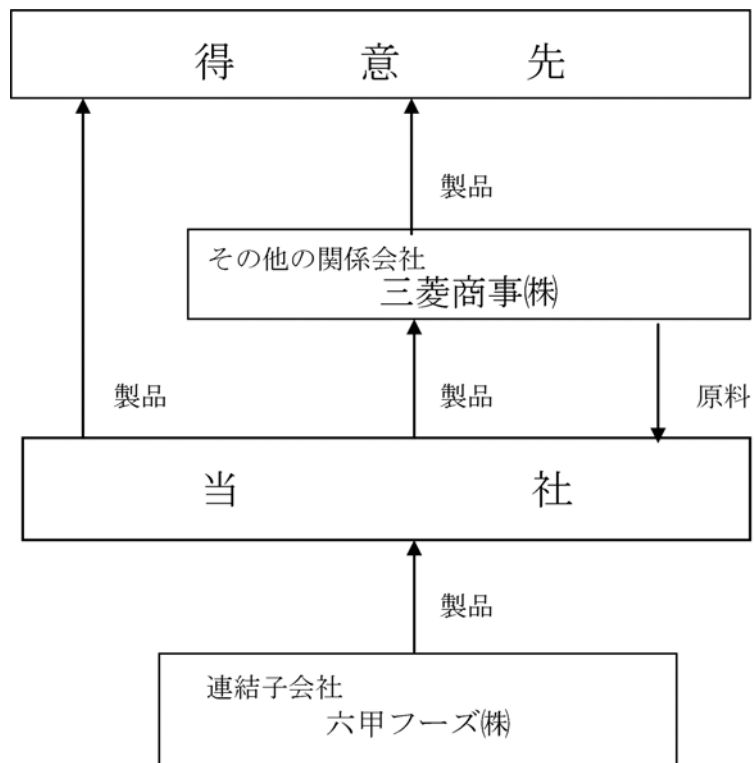 得意先
製品
その他の関係会社
三菱商事㈱
製品 製品 原料
当社
製品
連結子会社
六甲フーズ㈱